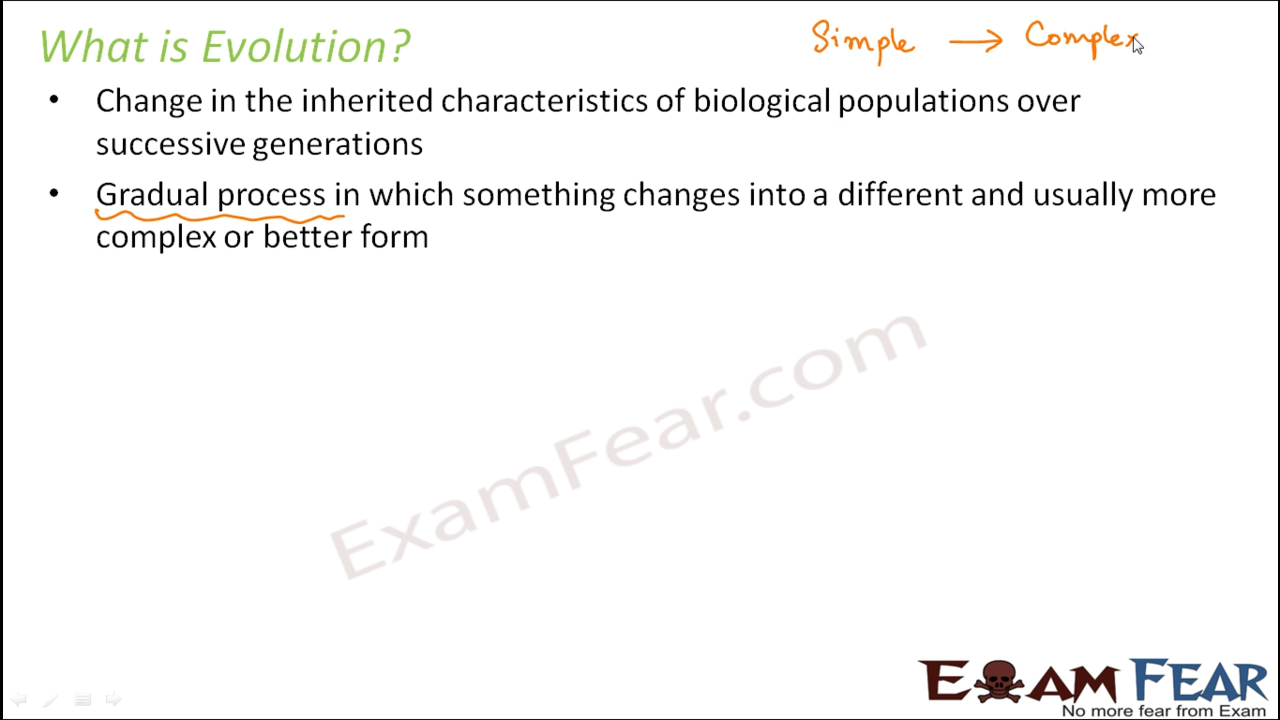 What is Evolution?
Simple → Complex
• Change in the inherited characteristics of biological populations over
successive generations
• Gradual process in which something changes into a different and usually more
complex or better form
ExamFear.com
EXAM FEAR
No more fear from Exam